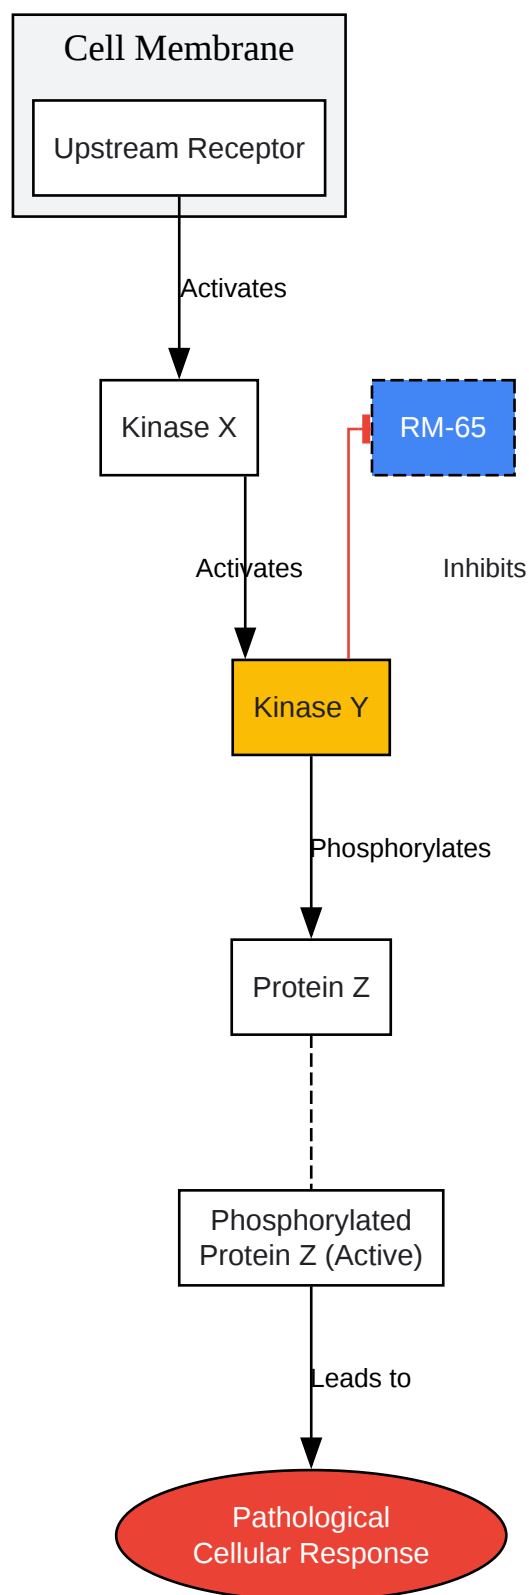 Cell Membrane
Upstream Receptor
Activates
Kinase X
RM-65
Activates
Inhibits
Kinase Y
Phosphorylates
Protein Z
Phosphorylated
Protein Z (Active)
Leads to
Pathological
Cellular Response